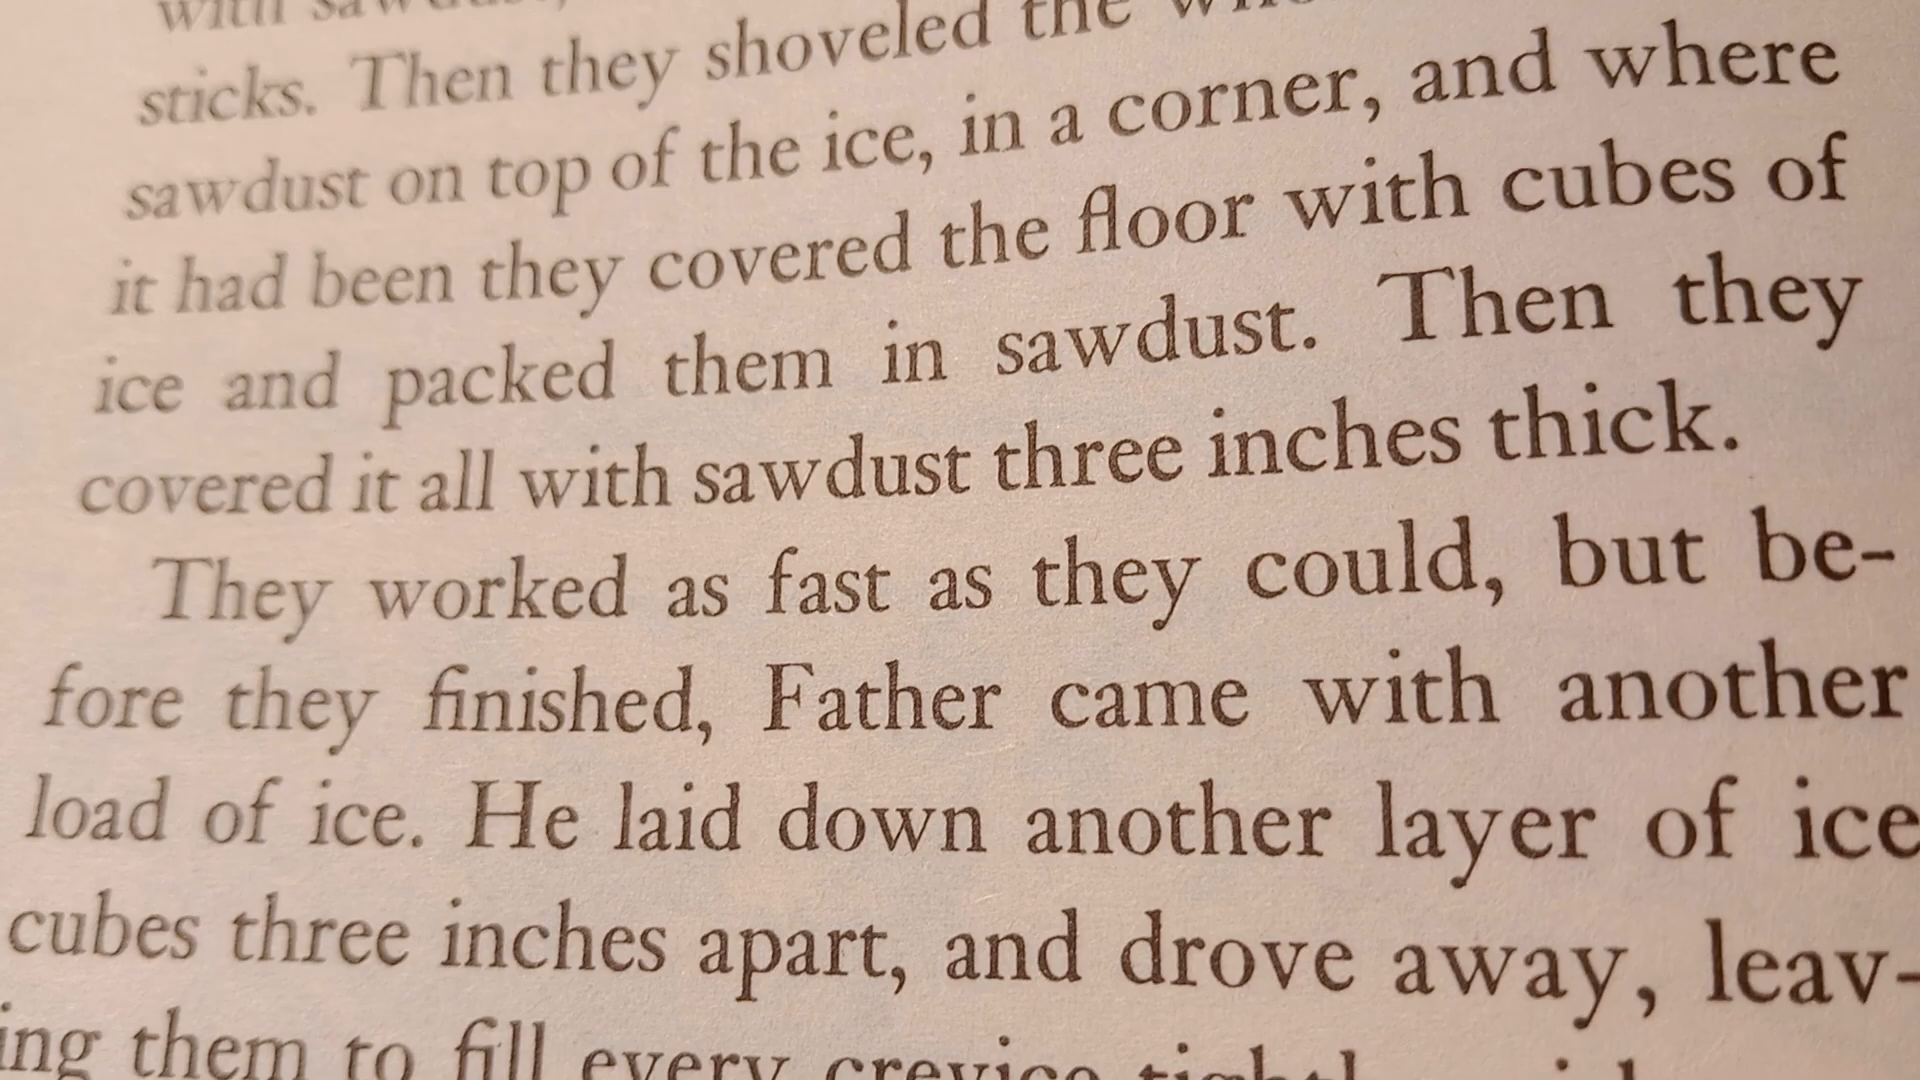 with sawdust,
sticks. Then they shoveled the
sawdust on top of the ice, in a corner, and where
it had been they covered the floor with cubes of
ice and packed them in sawdust. Then they
covered it all with sawdust three inches thick.
They worked as fast as they could, but be-
fore they finished, Father came with another
load of ice. He laid down another layer of ice
cubes three inches apart, and drove away, leav-
ing them to fill every crevice tightly